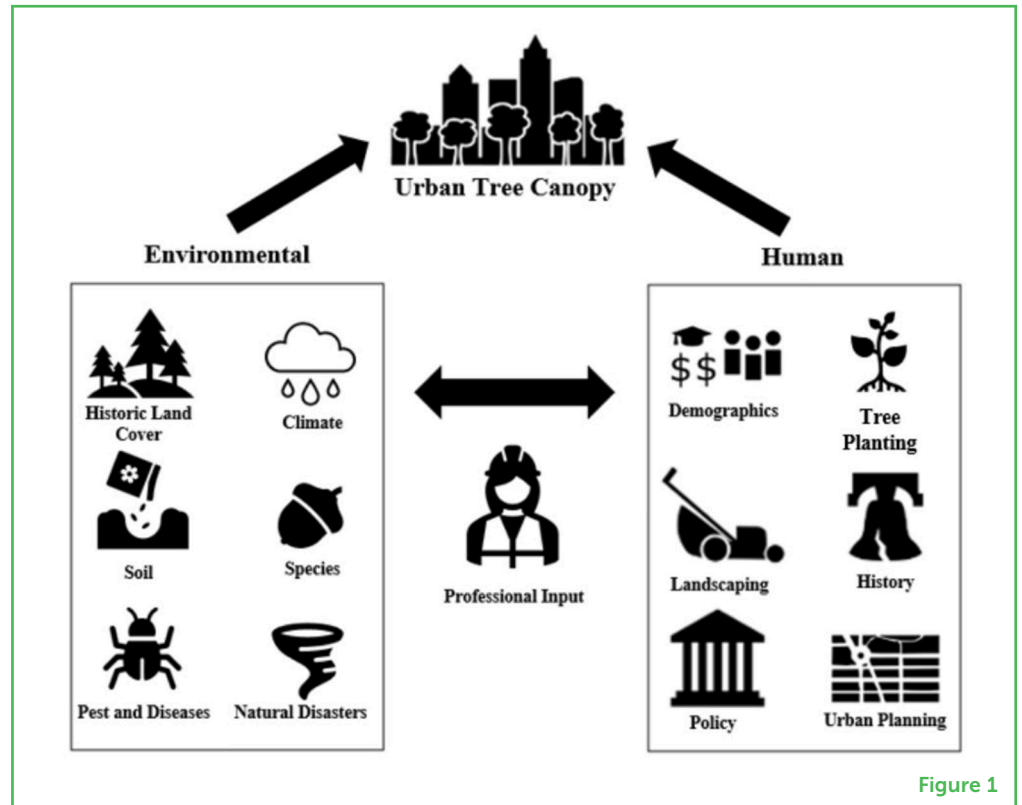 Urban Tree Canopy
Environmental
Human
Historic Land
Cover
Climate
Soil
Species
Pest and Diseases
Natural Disasters
Professional Input
$$
Demographics
Tree
Planting
Landscaping
History
Policy
Urban Planning
Figure 1